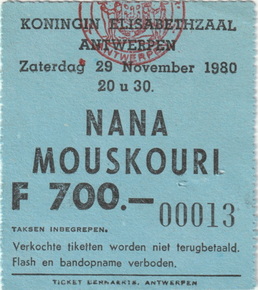 KONINGIN ELISABETHZAAL
ANTWERPEN
Zaterdag 29 November 1980
20 u 30.
NANA
MOUSKOURI
F 700.—
00013
TAKSEN INBEGREPEN.
Verkochte tiketten worden niet terugbetaald.
Flash en bandopname verboden.
TICKET BERNAERTS, ANTWERPEN